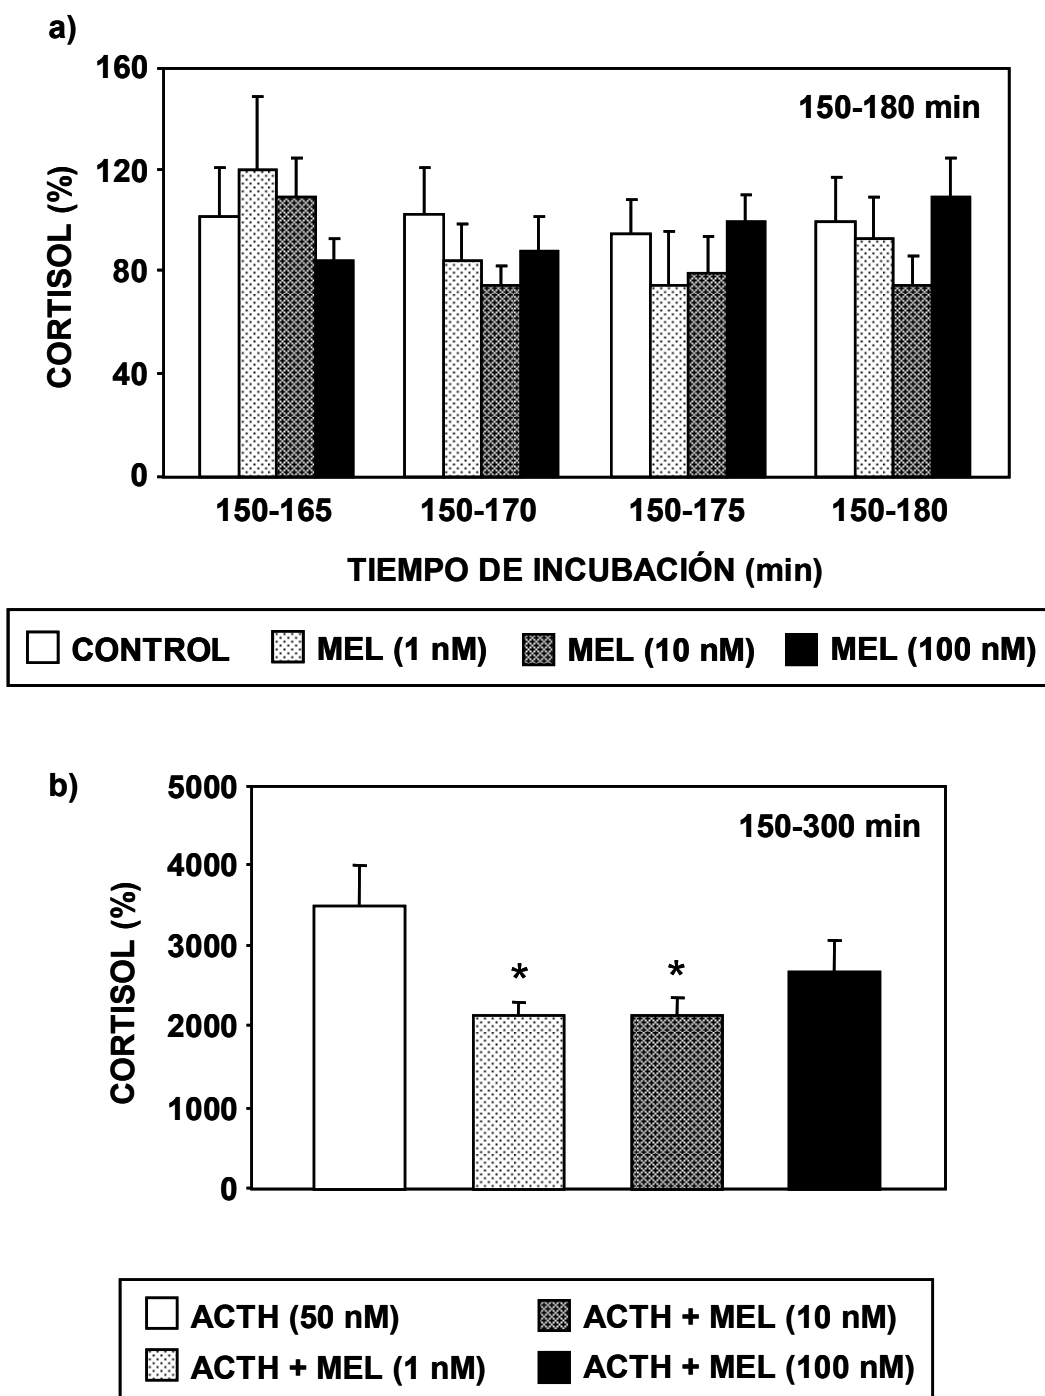 a)
160
120
80
40
0
CORTISOL (%)
150-180 min
150-165 150-170 150-175 150-180
TIEMPO DE INCUBACIÓN (min)
CONTROL MEL (1 nM) MEL (10 nM) MEL (100 nM)
b)
5000
4000
3000
2000
1000
0
CORTISOL (%)
150-300 min
* *
ACTH (50 nM) ACTH + MEL (10 nM)
ACTH + MEL (1 nM) ACTH + MEL (100 nM)